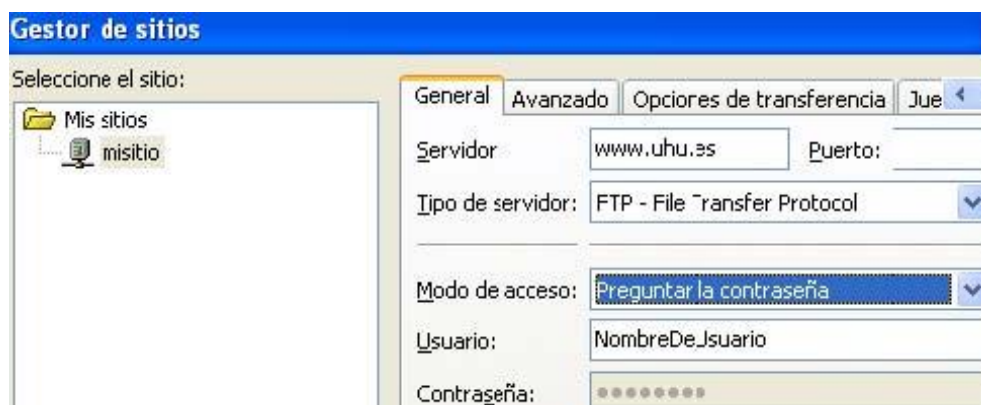 Gestor de sitios
Seleccione el sitio:
Mis sitios
misitio
General Avanzado Opciores de transferencia Jue
Servidor www.uhu.es Puerto:
Tipo de servidor: FTP - File Transfer Protocol
Modo de acceso: Preguntar la contraseña
Usuario: NombreDeUsuario
Contraseña: ●●●●●●●●